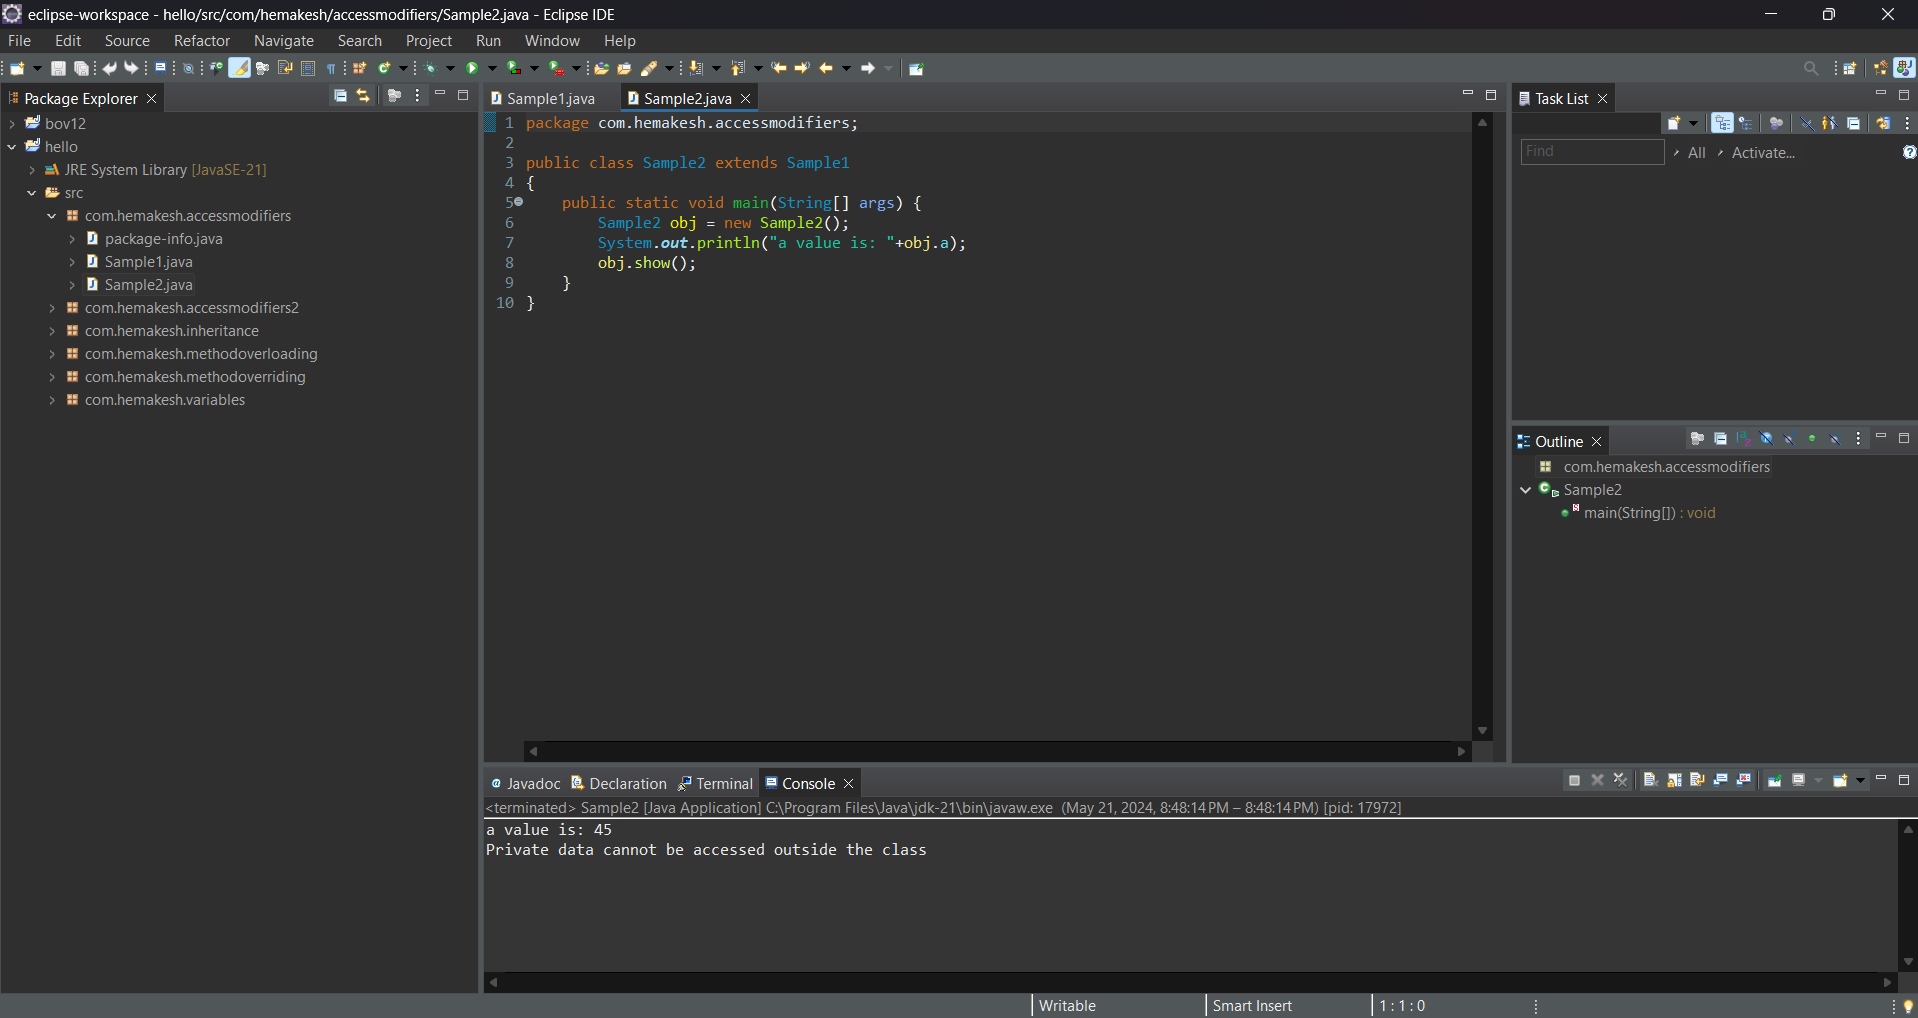 eclipse-workspace - hello/src/com/hemakesh/accessmodifiers/Sample2.java - Eclipse IDE
File Edit Source Refactor Navigate Search Project Run Window Help
Package Explorer
bov12
hello
JRE System Library [JavaSE-21]
src
com.hemakesh.accessmodifiers
package-info.java
Sample1.java
Sample2.java
com.hemakesh.accessmodifiers2
com.hemakesh.inheritance
com.hemakesh.methodoverloading
com.hemakesh.methodoverriding
com.hemakesh.variables
Sample1.java Sample2.java
1 package com.hemakesh.accessmodifiers;
2
3 public class Sample2 extends Sample1
4 {
5 public static void main(String[] args) {
6 Sample2 obj = new Sample2();
7 System.out.println("a value is: "+obj.a);
8 obj.show();
9 }
10 }
Task List
Find All Activate...
Outline
com.hemakesh.accessmodifiers
Sample2
main(String[]) : void
Javadoc Declaration Terminal Console
<terminated> Sample2 [Java Application] C:\Program Files\Java\jdk-21\bin\javaw.exe (May 21, 2024, 8:48:14 PM – 8:48:14 PM) [pid: 17972]
a value is: 45
Private data cannot be accessed outside the class
Writable Smart Insert 1 : 1 : 0